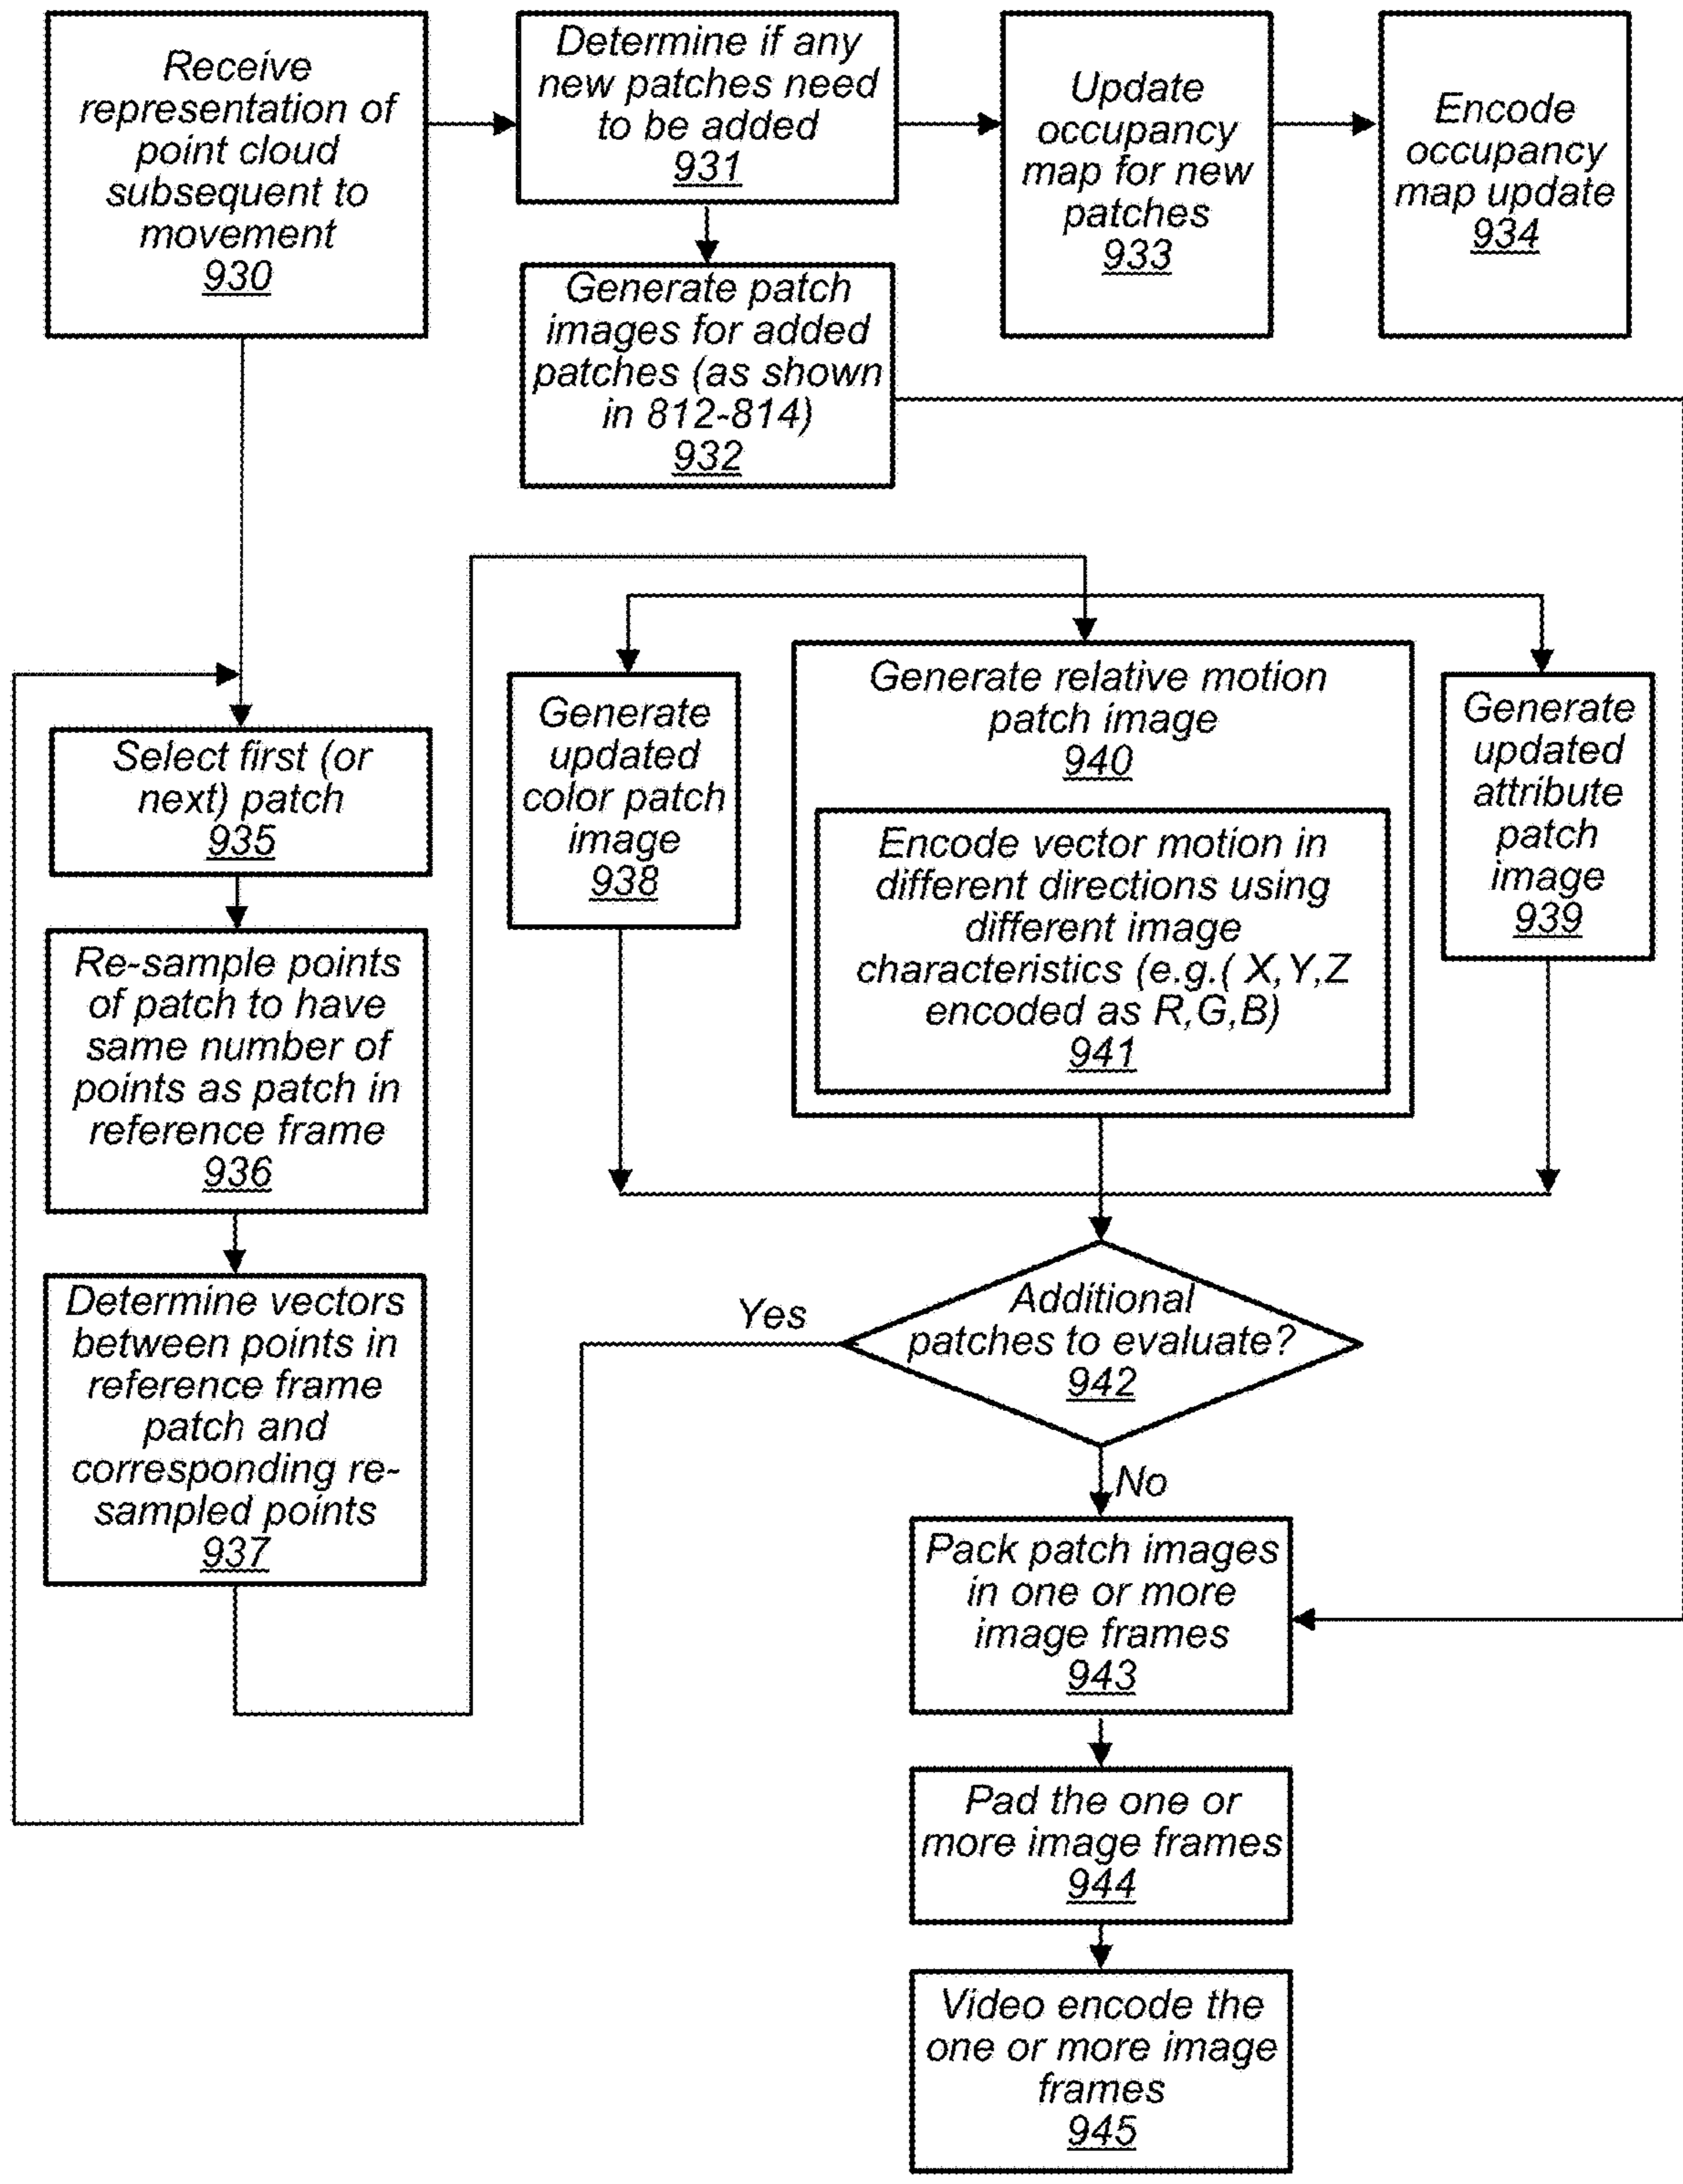 Receive
representation of
point cloud
subsequent to
movement
930
Determine if any
new patches need
to be added
931
Update
occupancy
map for new
patches
933
Encode
occupancy
map update
934
Generate patch
images for added
patches (as shown
in 812-814)
932
Select first (or
next) patch
935
Re-sample points
of patch to have
same number of
points as patch in
reference frame
936
Determine vectors
between points in
reference frame
patch and
corresponding re-
sampled points
937
Generate
updated
color patch
image
938
Generate relative motion
patch image
940
Encode vector motion in
different directions using
different image
characteristics (e.g.( X,Y,Z
encoded as R,G,B)
941
Generate
updated
attribute
patch
image
939
Additional
patches to evaluate?
942
Yes
No
Pack patch images
in one or more
image frames
943
Pad the one or
more image frames
944
Video encode the
one or more image
frames
945